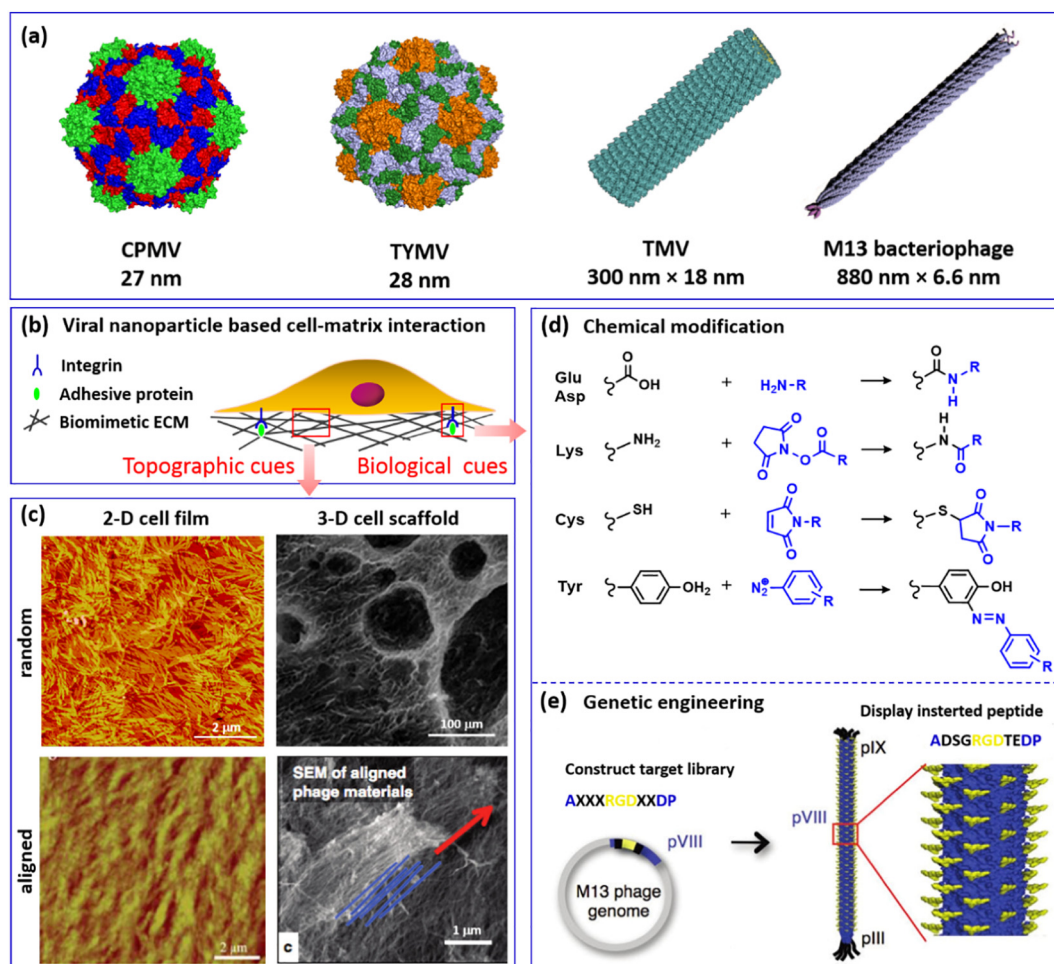 (a)
CPMV
27 nm
TYMV
28 nm
TMV
300 nm × 18 nm
M13 bacteriophage
880 nm × 6.6 nm
(b) Viral nanoparticle based cell-matrix interaction
Integrin
Adhesive protein
Biomimetic ECM
Topographic cues
Biological cues
(c)
2-D cell film
3-D cell scaffold
random
2 μm
100 μm
aligned
2 μm
SEM of aligned
phage materials
c
1 μm
(d) Chemical modification
Glu
Asp
O
OH
+
H₂N-R
O
N
R
H
Lys
NH₂
+
O
N
O
O
O
R
H
N
R
O
Cys
SH
+
O
N-R
O
S
O
N-R
O
Tyr
OH₂
+
N₂⊕
R
OH
N=N
R
(e) Genetic engineering
Construct target library
AXXXRGDXXDP
pVIII
M13 phage
genome
pIX
pVIII
pIII
Display insterted peptide
ADSGRGDTEDP